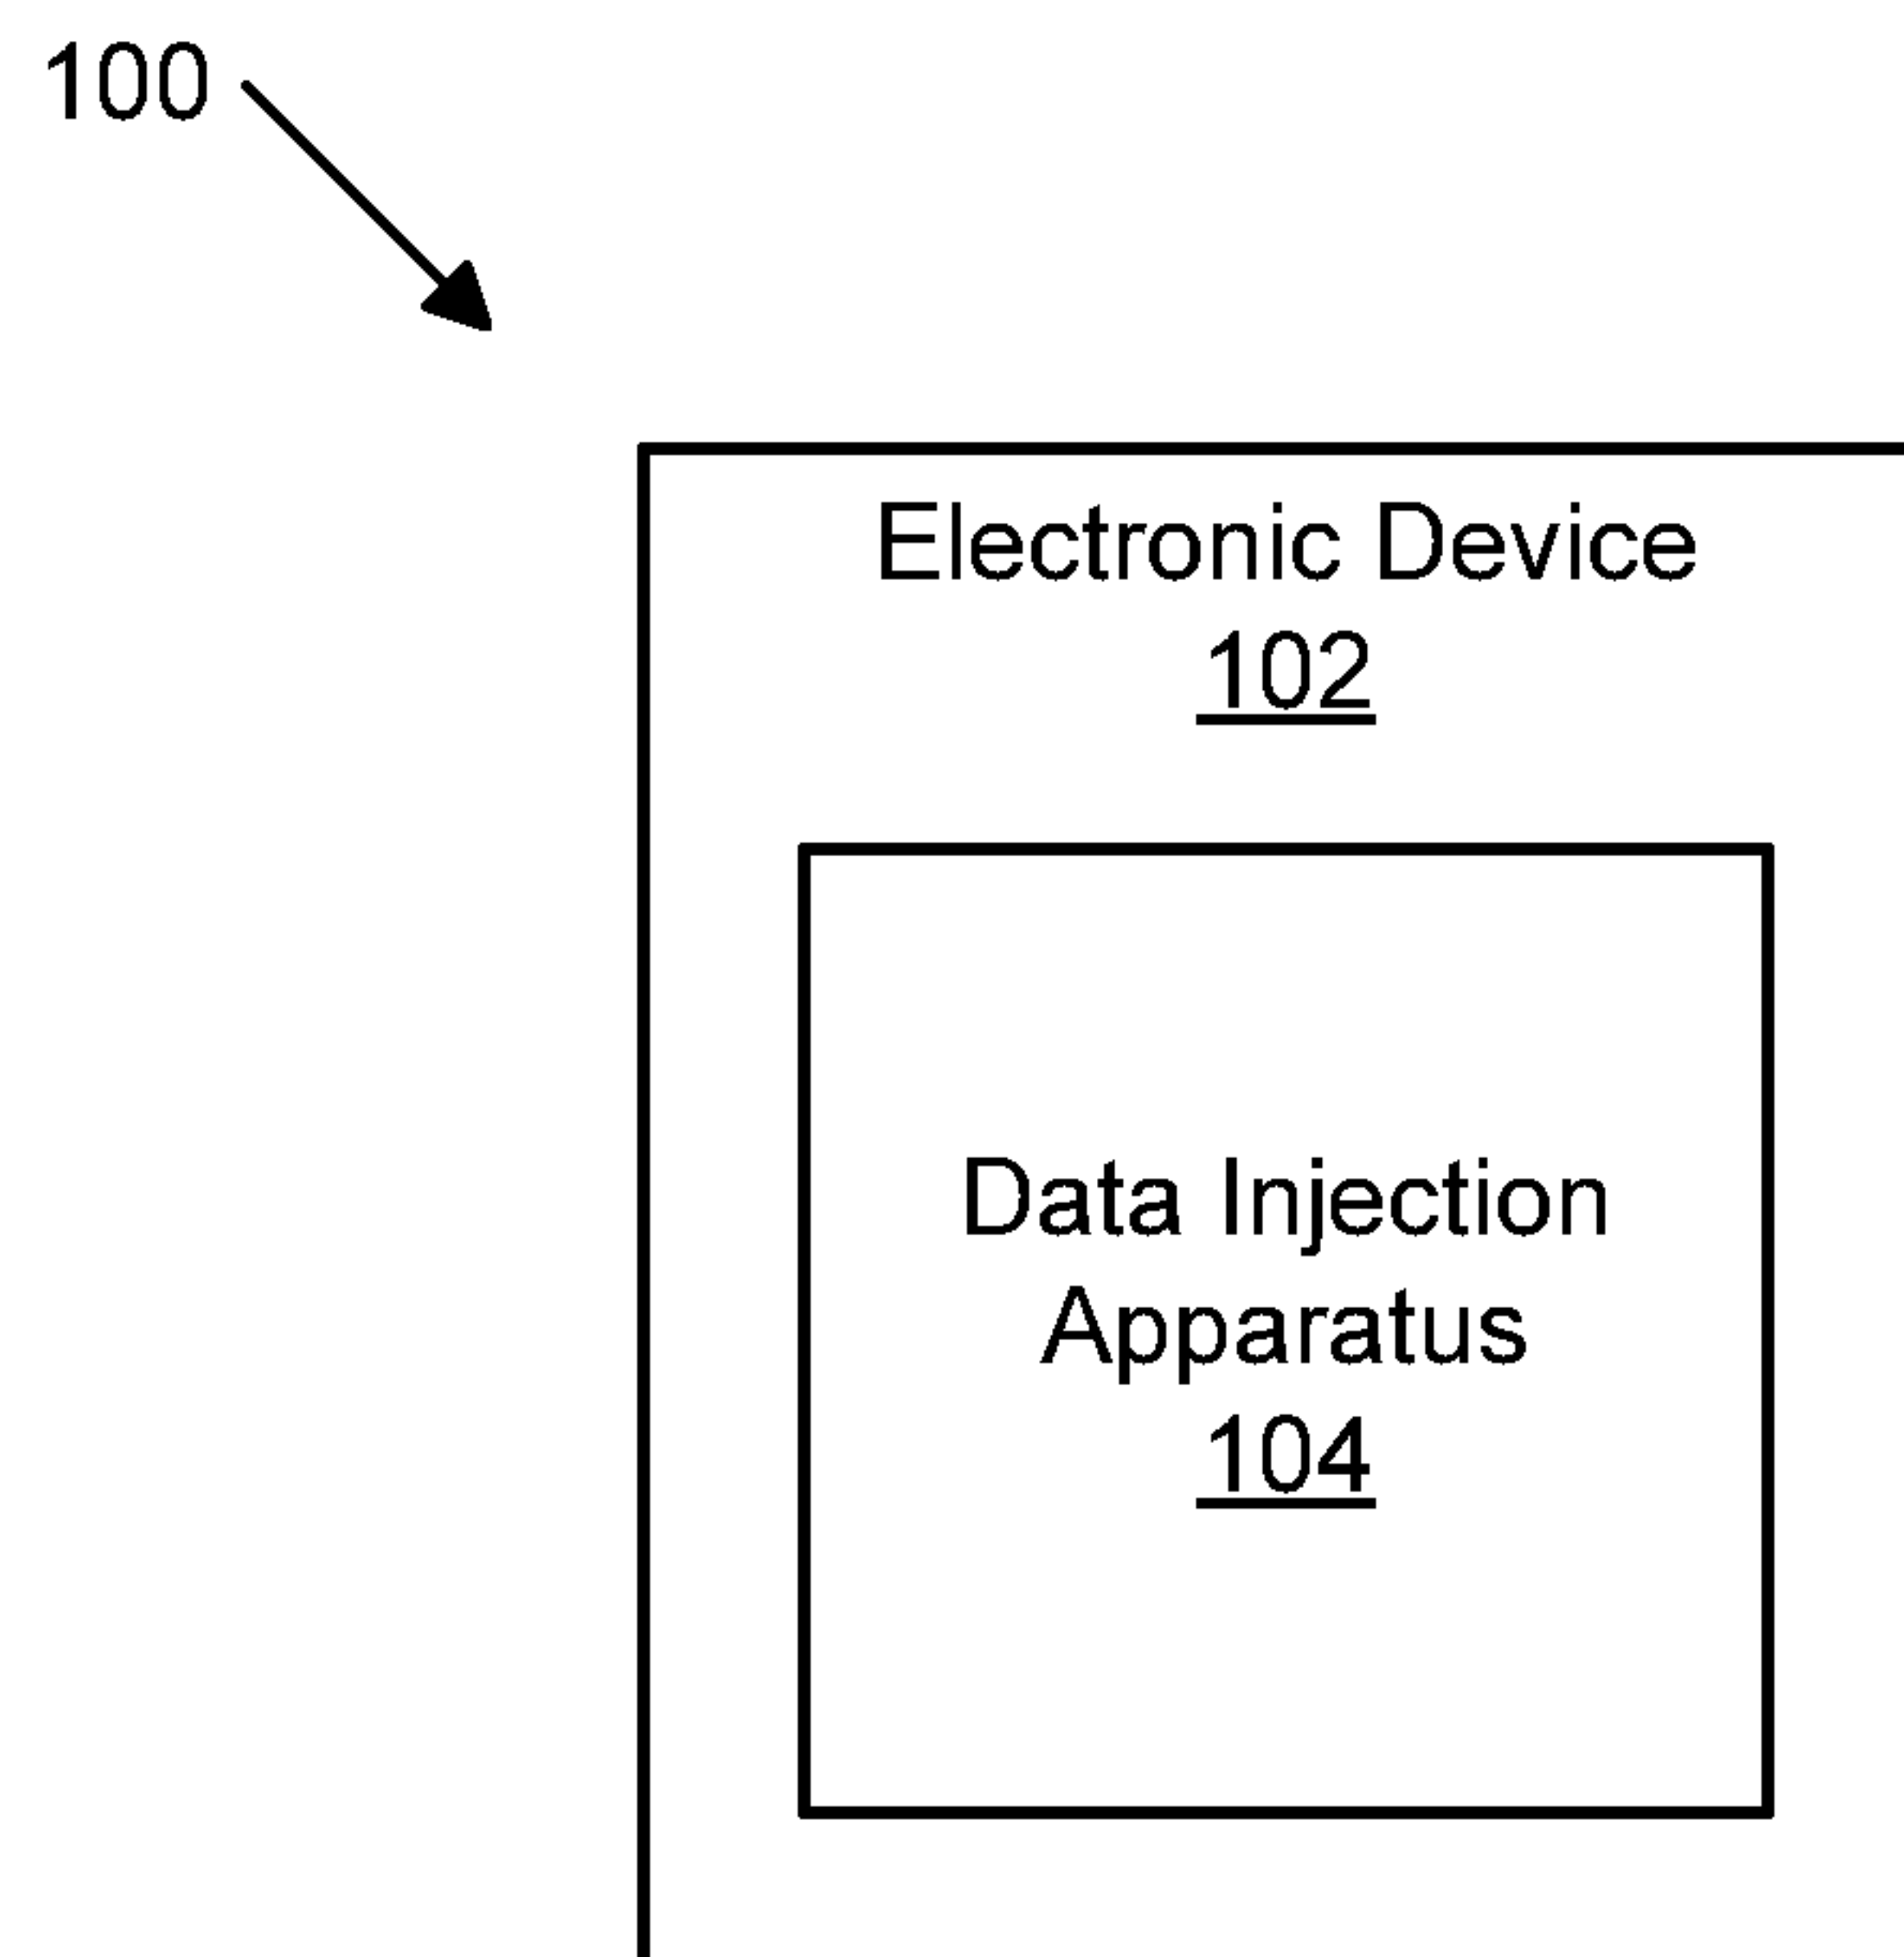 100
Electronic Device
102
Data Injection
Apparatus
104